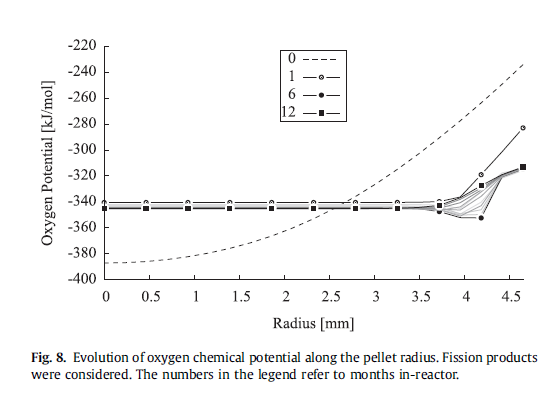 -220
-240
-260
-280
-300
-320
-340
-360
-380
-400
Oxygen Potential [kJ/mol]
0
1
6
12
0 0.5 1 1.5 2 2.5 3 3.5 4 4.5
Radius [mm]
Fig. 8. Evolution of oxygen chemical potential along the pellet radius. Fission products
were considered. The numbers in the legend refer to months in-reactor.